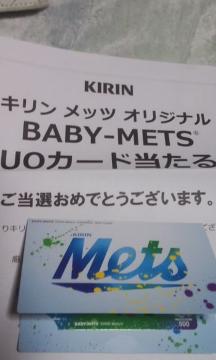 KIRIN
キリン メッツ オリジナル
BABY-METS®
UOカード当たる
ご当選おめでとうございます。
KIRIN
Mets
500